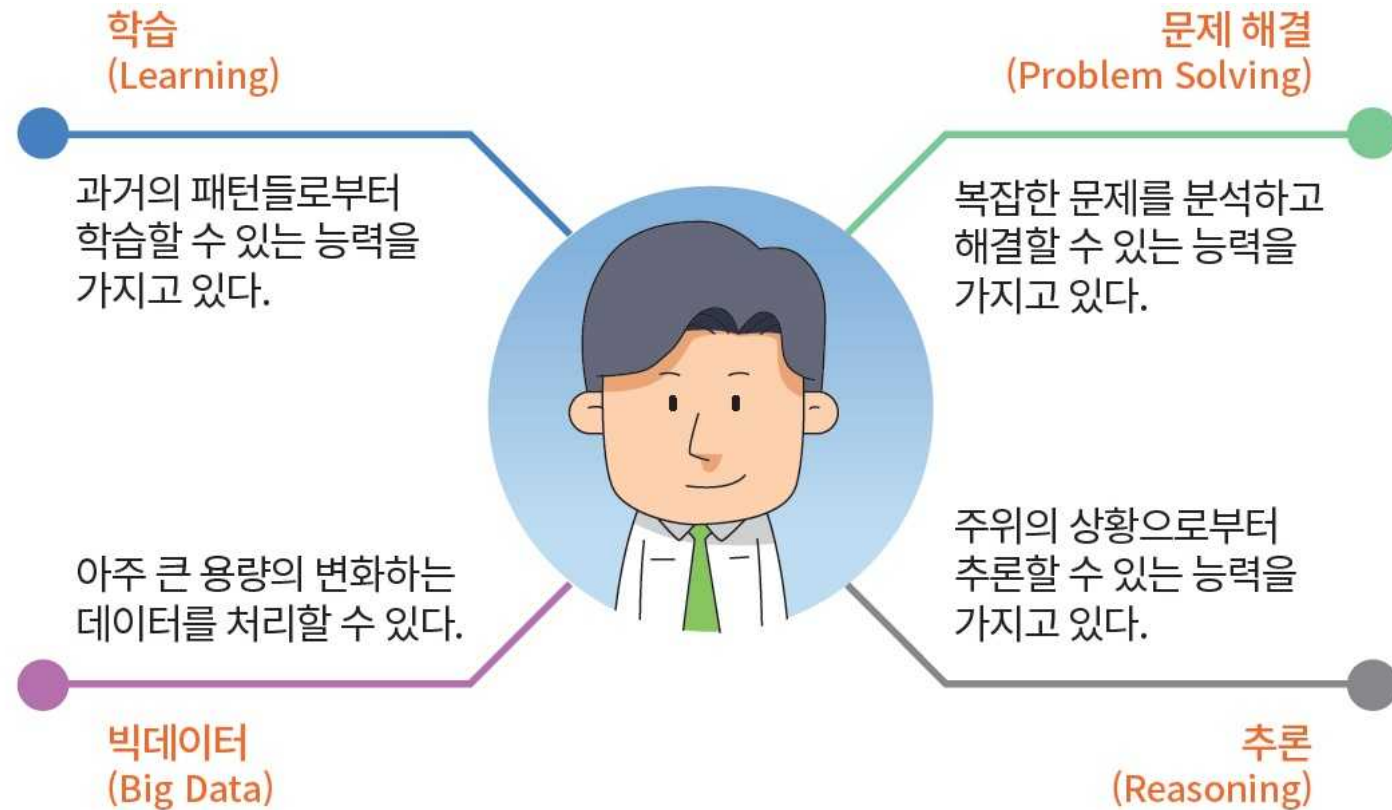 학습
(Learning)
과거의 패턴들로부터
학습할 수 있는 능력을
가지고 있다.
문제 해결
(Problem Solving)
복잡한 문제를 분석하고
해결할 수 있는 능력을
가지고 있다.
아주 큰 용량의 변화하는
데이터를 처리할 수 있다.
빅데이터
(Big Data)
주위의 상황으로부터
추론할 수 있는 능력을
가지고 있다.
추론
(Reasoning)